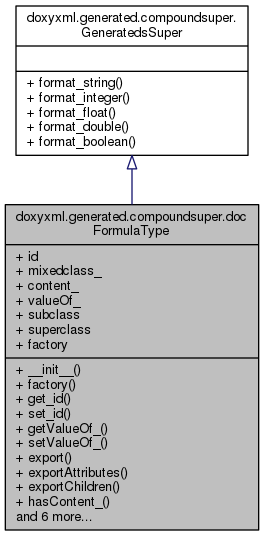 doxyxml.generated.compoundsuper.
GeneratedsSuper
+ format_string()
+ format_integer()
+ format_float()
+ format_double()
+ format_boolean()
doxyxml.generated.compoundsuper.doc
FormulaType
+ id
+ mixedclass_
+ content_
+ valueOf_
+ subclass
+ superclass
+ factory
+ __init__()
+ factory()
+ get_id()
+ set_id()
+ getValueOf_()
+ setValueOf_()
+ export()
+ exportAttributes()
+ exportChildren()
+ hasContent_()
and 6 more...